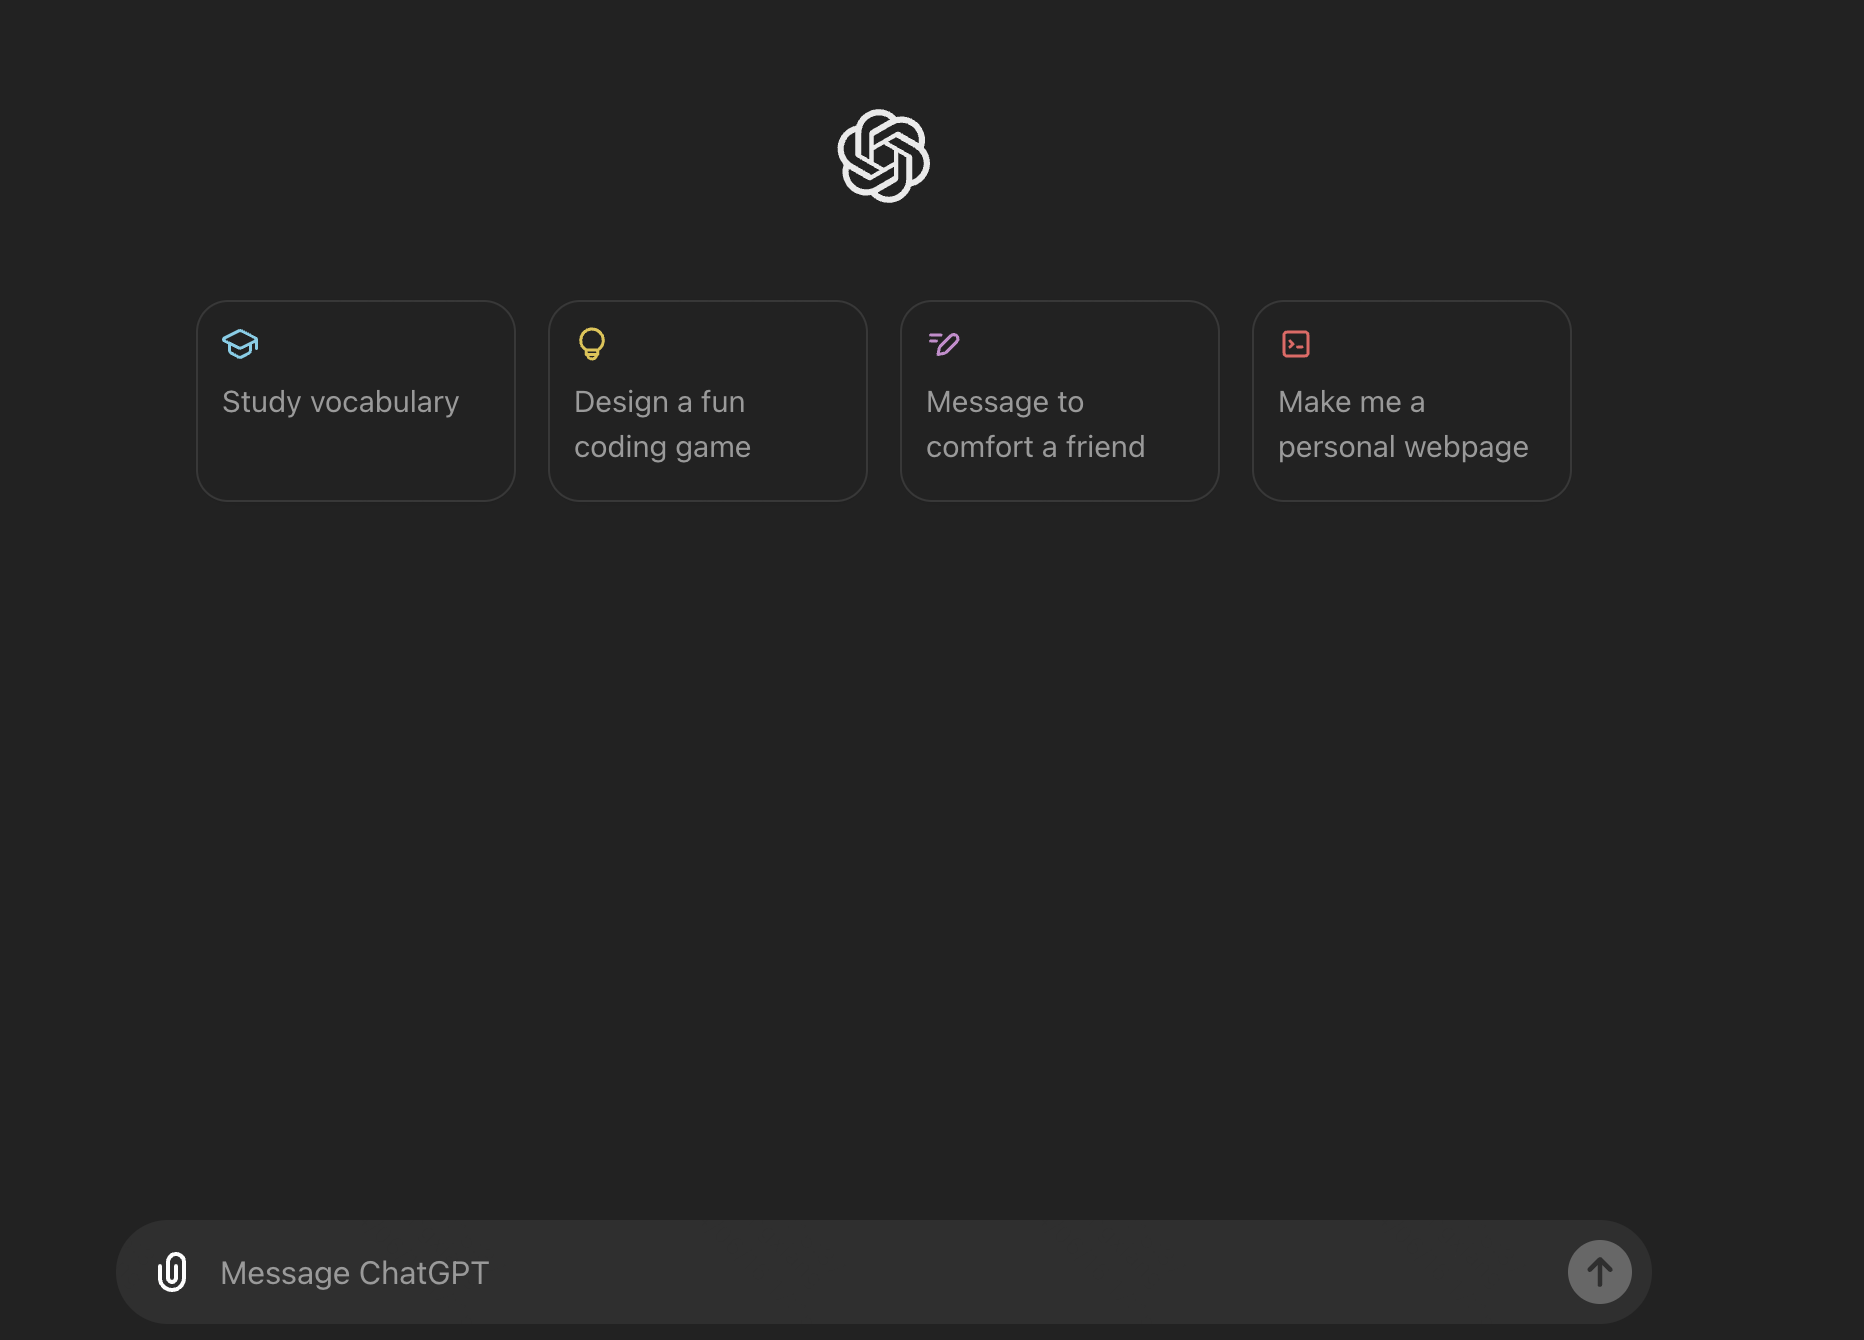 Study vocabulary
Design a fun
coding game
Message to
comfort a friend
Make me a
personal webpage
Message ChatGPT